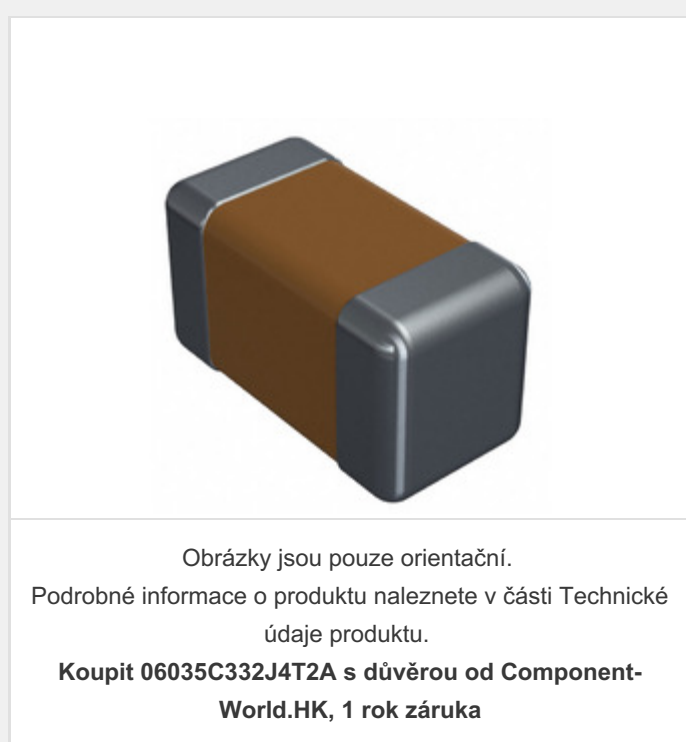 Obrázky jsou pouze orientační.
Podrobné informace o produktu naleznete v části Technické
údaje produktu.
Koupit 06035C332J4T2A s důvěrou od Component-
World.HK, 1 rok záruka